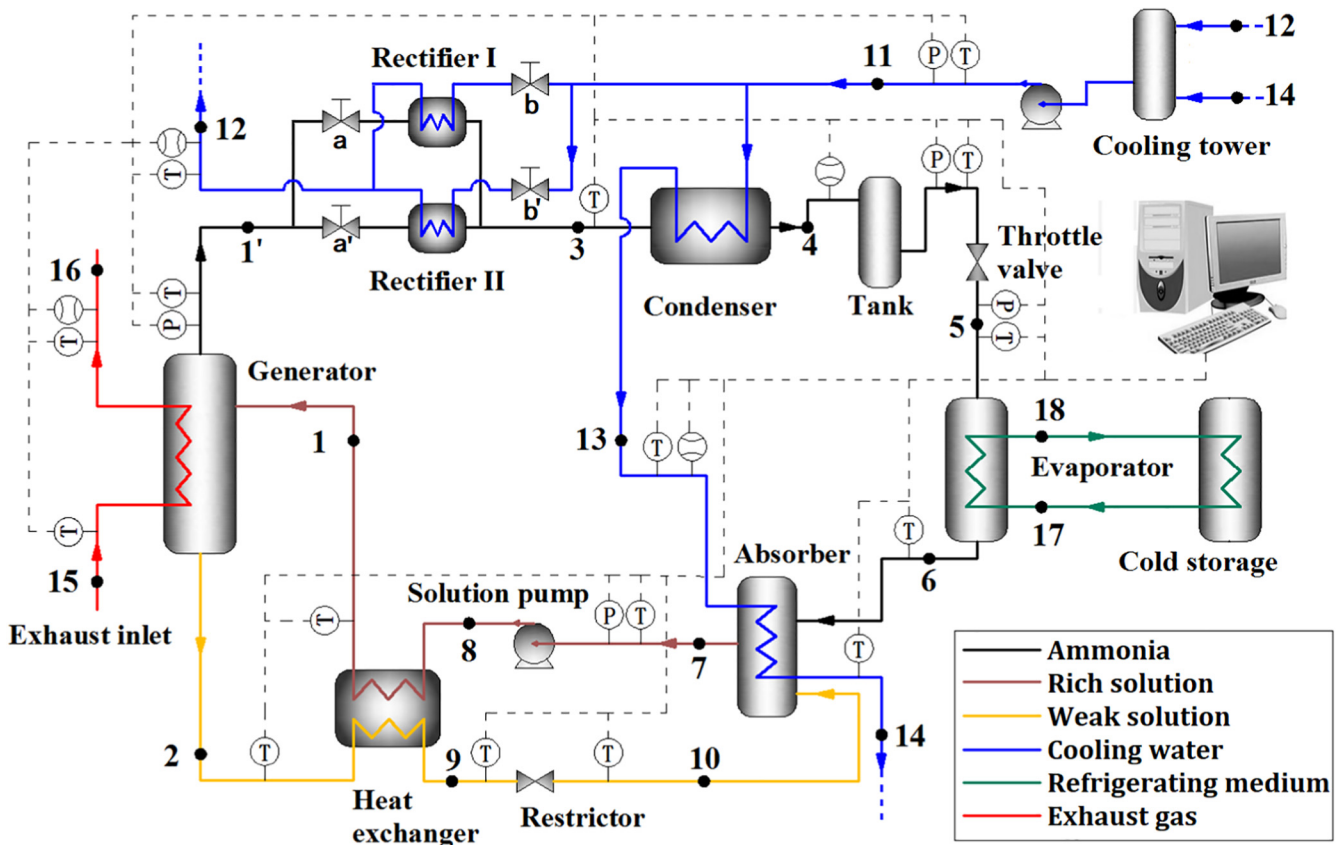 Rectifier I
11
P
T
12
12
b
14
a
T
P
T
Cooling tower
1'
a'
b'
T
3
4
Throttle
valve
Rectifier II
16
T
Condenser
Tank
P
5
T
P
T
Generator
1
13
T
18
Evaporator
17
T
T
6
Cold storage
15
Absorber
Exhaust inlet
Solution pump
P
T
T
8
7
T
Ammonia
Rich solution
Weak solution
Cooling water
Refrigerating medium
Exhaust gas
2
T
9
T
T
10
14
Heat
exchanger
Restrictor